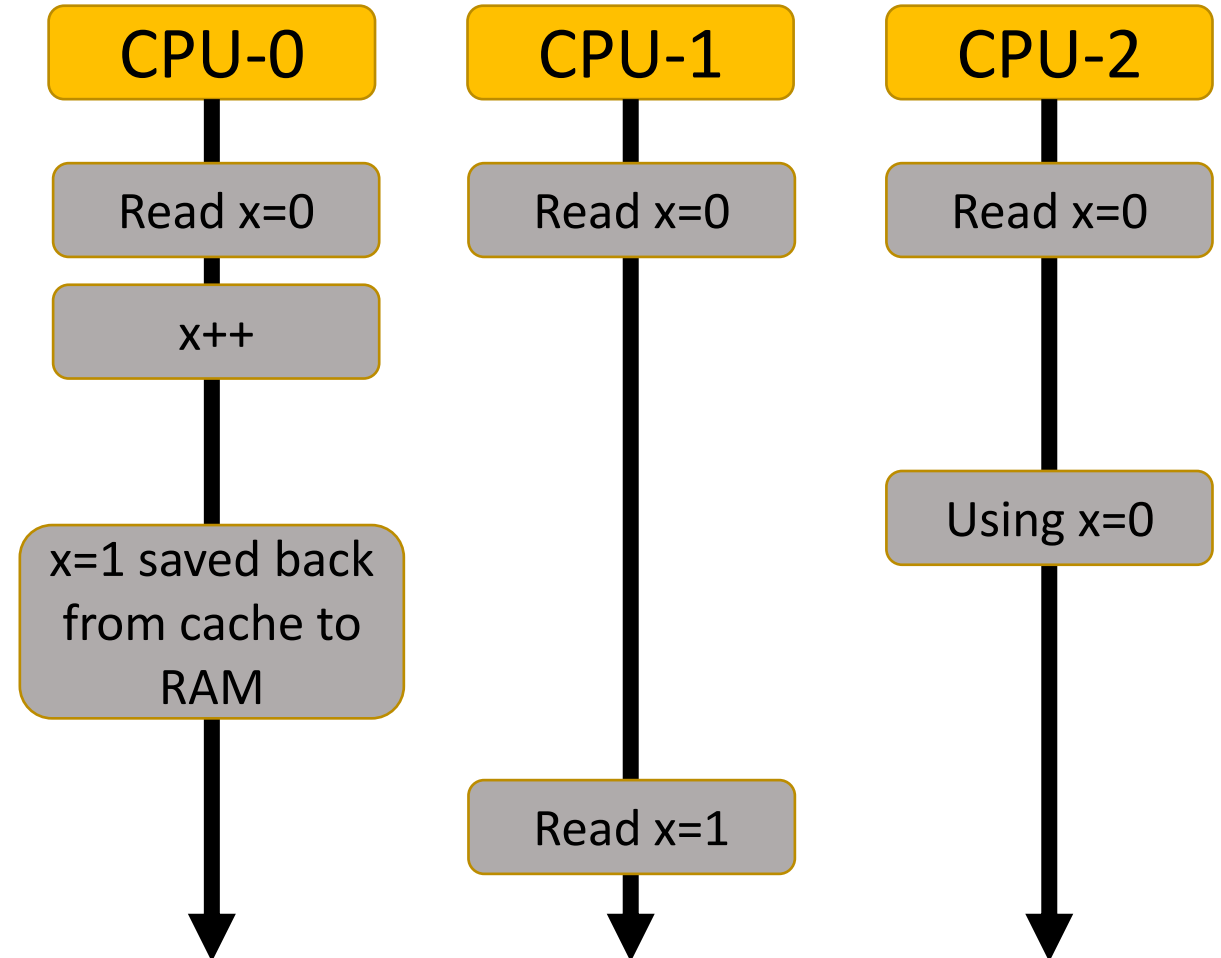 CPU-0
CPU-1
CPU-2
Read x=0
Read x=0
Read x=0
x++
Using x=0
x=1 saved back
from cache to
RAM
Read x=1